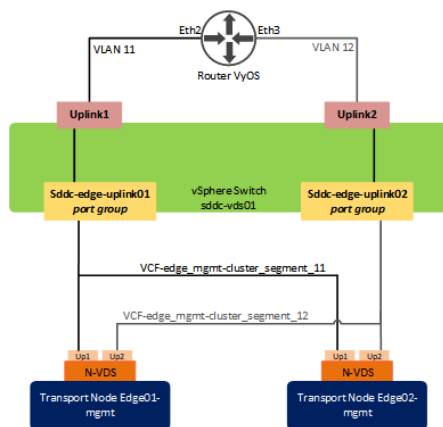 Eth2
Eth3
VLAN 11
VLAN 12
Router VyOS
Uplink1
Uplink2
Sddc-edge-uplink01
port group
vSphere Switch
sddc-vds01
Sddc-edge-uplink02
port group
VCF-edge_mgmt-cluster_segment_11
VCF-edge_mgmt-cluster_segment_12
Up1
Up2
Up1
Up2
N-VDS
N-VDS
Transport Node Edge01-
mgmt
Transport Node Edge02-
mgmt